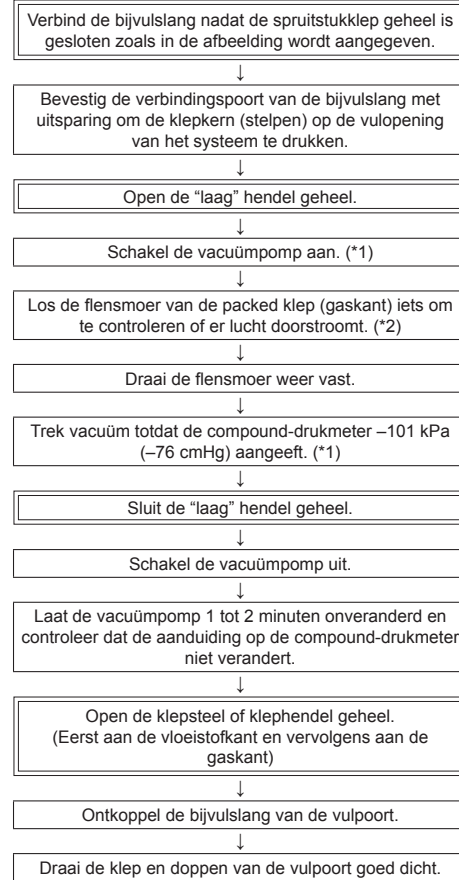 Verbind de bijvulslang nadat de spruitstukklep geheel is
gesloten zoals in de afbeelding wordt aangegeven.
↓
Bevestig de verbindingspoort van de bijvulslang met
uitsparing om de klepkern (stelpen) op de vulopening
van het systeem te drukken.
↓
Open de “laag” hendel geheel.
↓
Schakel de vacuümpomp aan. (*1)
↓
Los de flensmoer van de packed klep (gaskant) iets om
te controleren of er lucht doorstroomt. (*2)
↓
Draai de flensmoer weer vast.
↓
Trek vacuüm totdat de compound-drukmeter –101 kPa
(–76 cmHg) aangeeft. (*1)
↓
Sluit de “laag” hendel geheel.
↓
Schakel de vacuümpomp uit.
↓
Laat de vacuümpomp 1 tot 2 minuten onveranderd en
controleer dat de aanduiding op de compound-drukmeter
niet verandert.
↓
Open de klepsteel of klephendel geheel.
(Eerst aan de vloeistofkant en vervolgens aan de
gaskant)
↓
Ontkoppel de bijvulslang van de vulpoort.
↓
Draai de klep en doppen van de vulpoort goed dicht.